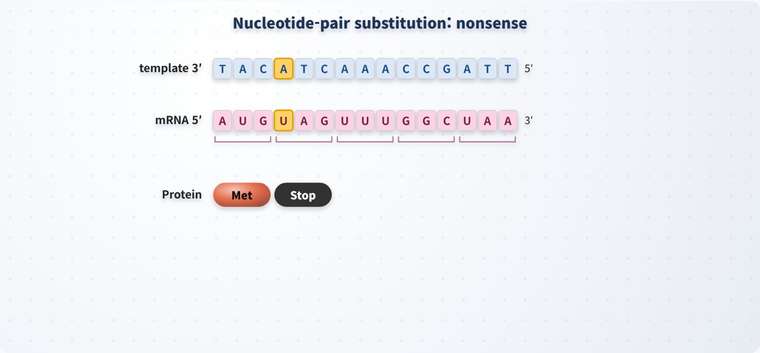 Nucleotide-pair substitution: nonsense
template 3′ T A C A T C A A A C C G A T T 5′
mRNA 5′ A U G U A G U U U G G C U A A 3′
Protein Met Stop